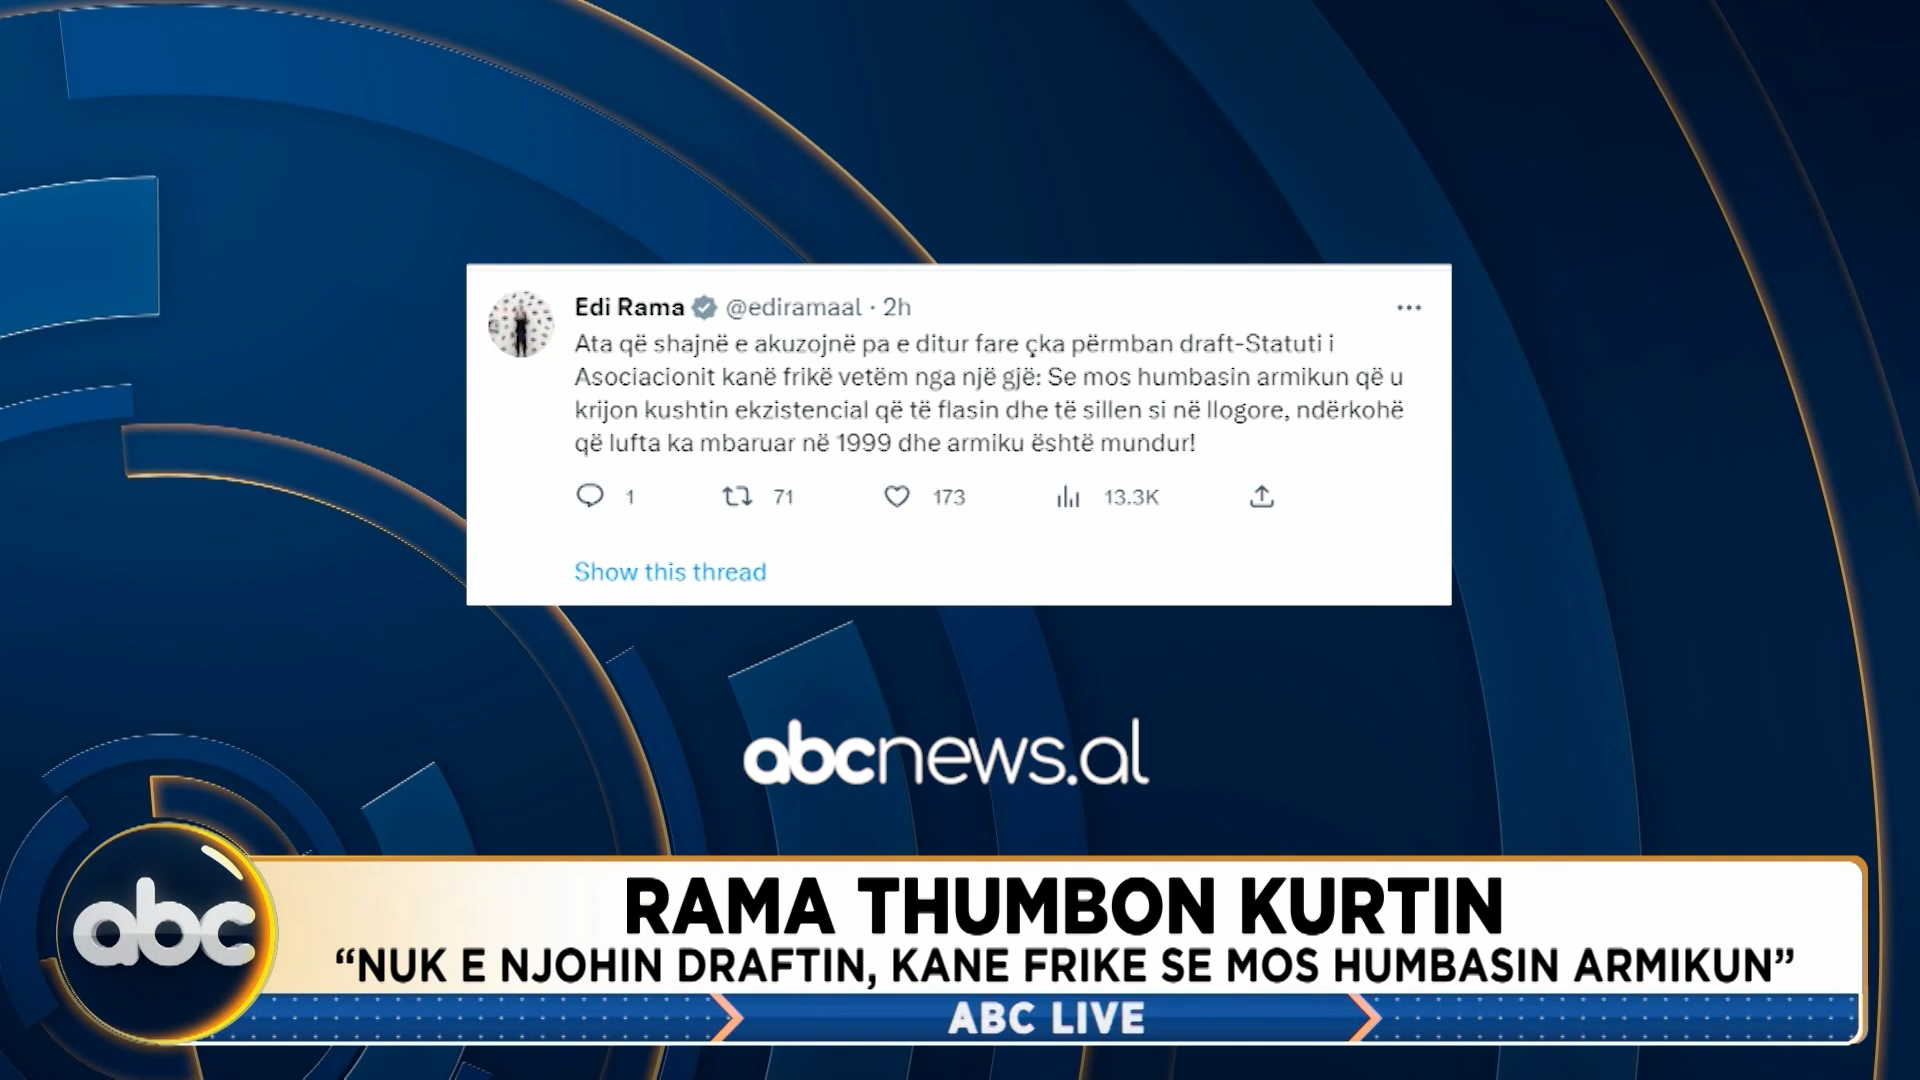 Edi Rama @ediramaal · 2h
Ata që shajnë e akuzojnë pa e ditur fare çka përmban draft-Statuti i
Asociacionit kanë frikë vetëm nga një gjë: Se mos humbasin armikun që u
krijon kushtin ekzistencial që të flasin dhe të sillen si në llogore, ndërkohë
që lufta ka mbaruar në 1999 dhe armiku është mundur!
1 71 173 13.3K
Show this thread
abcnews.al
abc
RAMA THUMBON KURTIN
“NUK E NJOHIN DRAFTIN, KANE FRIKE SE MOS HUMBASIN ARMIKUN”
ABC LIVE